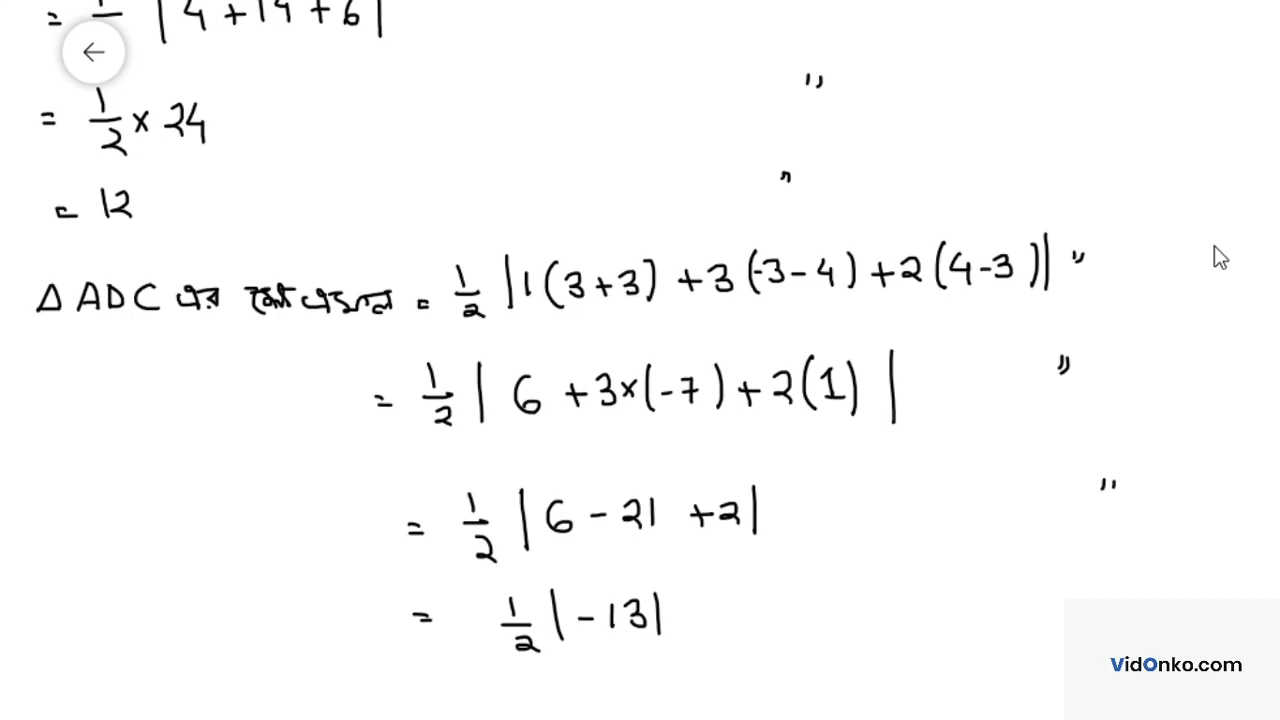 = 1/2 |4+14+6|
= 1/2 × 24 "
= 12 "
Δ ADC এর ক্ষেত্রফল = 1/2 |1(3+3) +3(-3-4) +2(4-3)| "
= 1/2 | 6 +3×(-7) +2(1) | "
= 1/2 | 6 - 21 +2| "
= 1/2 |-13|
VidOnko.com